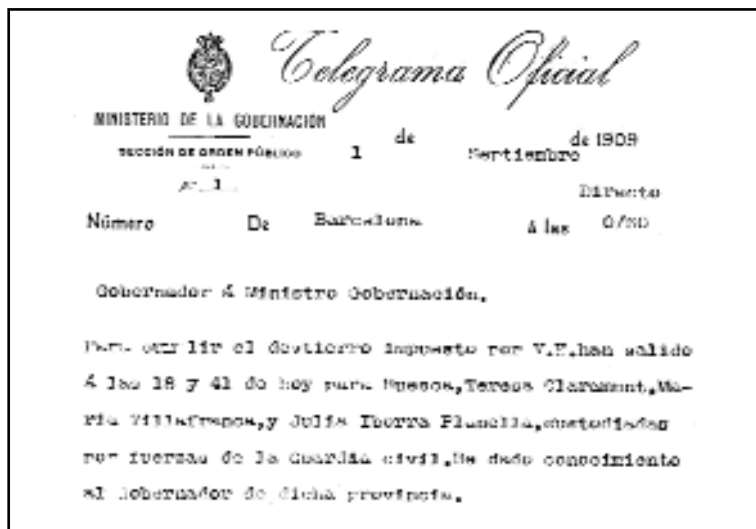 Telegrama Oficial
MINISTERIO DE LA GOBERNACIÓN
SECCIÓN DE ORDEN PÚBLICO
1 de Septiembre de 1909
1
Directo
Número De Barcelona Á las
Gobernador Á Ministro Gobernación.
Para cumplir el destierro impuesto por V.E. han salido
Á las 18 y 41 de hoy para Huesca, Teresa Claramunt, Ma-
ría Villafranca, y Julia Iborra Planella, custodiadas
por fuerzas de la Guardia civil. He dado conocimiento
al Gobernador de dicha provincia.